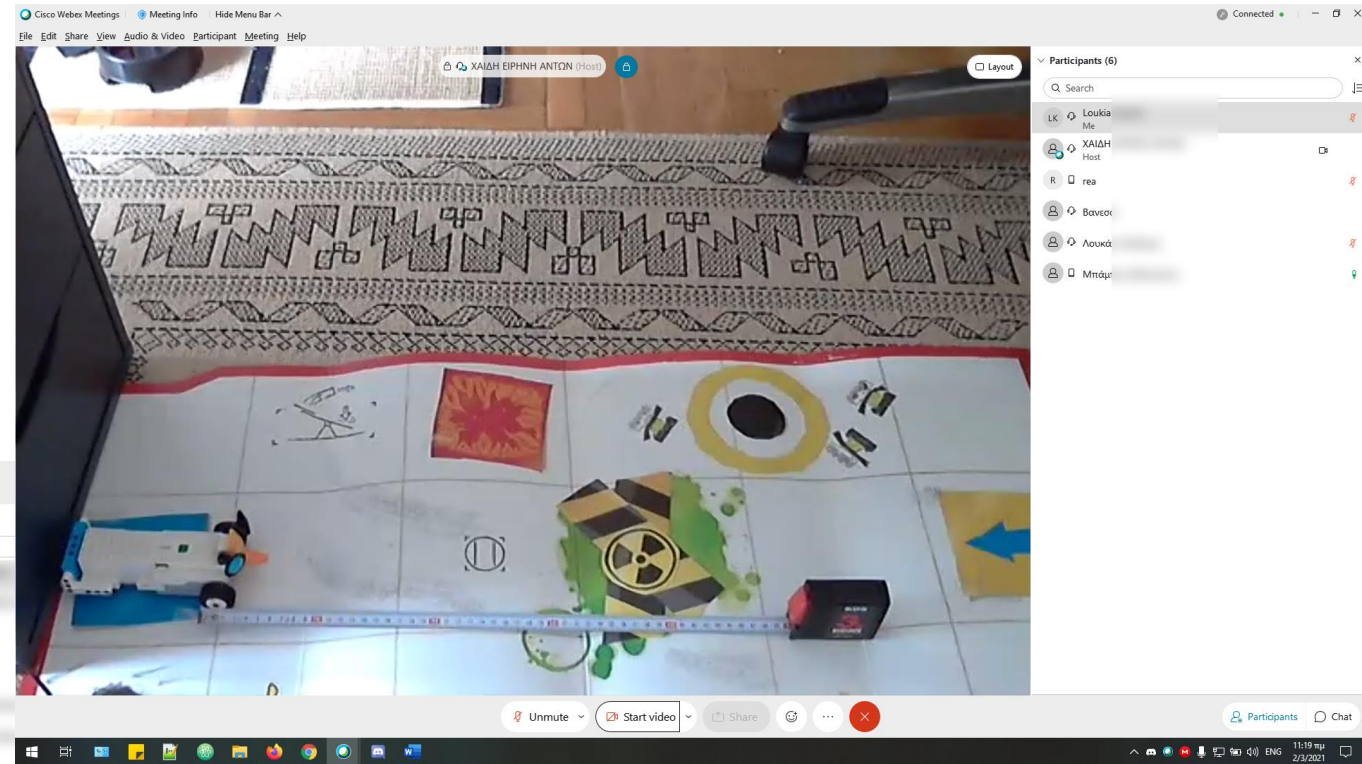 Cisco Webex Meetings Meeting Info Hide Menu Bar
Connected
File Edit Share View Audio & Video Participant Meeting Help
ΧΑΙΔΗ ΕΙΡΗΝΗ ΑΝΤΩΝ (Host)
Layout
Participants (6)
Search
LK Loukia
Me
ΧΑΙΔΗ
Host
R rea
Βανεσα
Λουκά
Μπάμ
Unmute
Start video
Share
Participants
Chat
ENG
11:19 πμ
2/3/2021